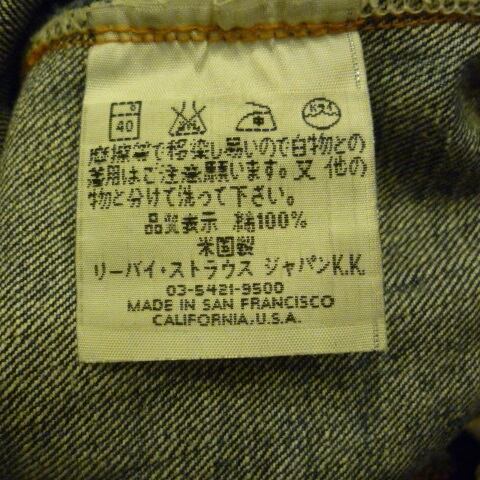 40
摩擦等で移染し易いので白物との
着用はご注意願います。又 他の
物と分けて洗って下さい。
品質表示 綿100%
米国製
リーバイ・ストラウス ジャパンK.K.
03-5421-9500
MADE IN SAN FRANCISCO
CALIFORNIA, U.S.A.